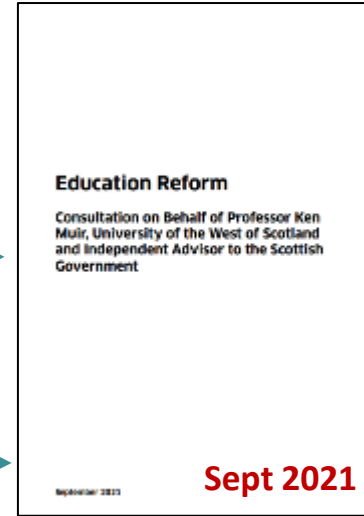 Education Reform
Consultation on Behalf of Professor Ken
Muir, University of the West of Scotland
and Independent Advisor to the Scottish
Government
September 2021
Sept 2021